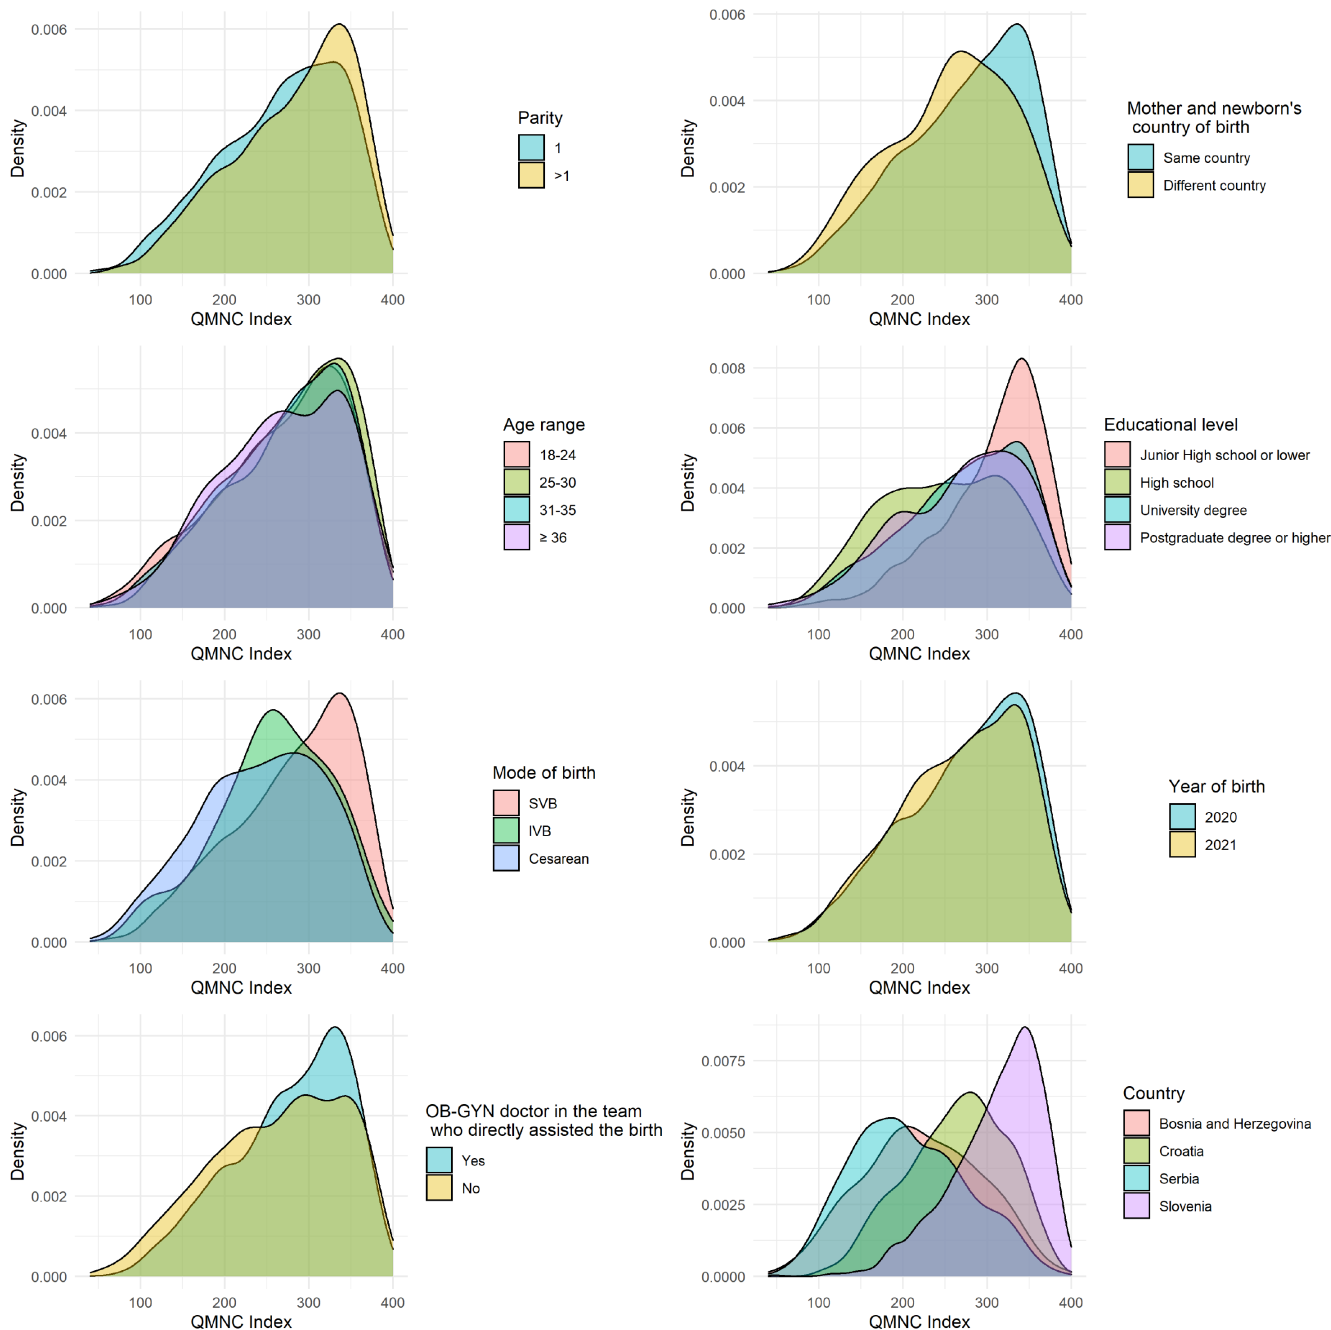 0.006
0.004
0.002
0.000
Density
100 200 300 400
QMNC Index
Parity
1
>1
0.006
0.004
0.002
0.000
Density
100 200 300 400
QMNC Index
Mother and newborn's
country of birth
Same country
Different country
0.004
0.002
0.000
Density
100 200 300 400
QMNC Index
Age range
18-24
25-30
31-35
≥ 36
0.008
0.006
0.004
0.002
0.000
Density
100 200 300 400
QMNC Index
Educational level
Junior High school or lower
High school
University degree
Postgraduate degree or higher
0.006
0.004
0.002
0.000
Density
100 200 300 400
QMNC Index
Mode of birth
SVB
IVB
Cesarean
0.004
0.002
0.000
Density
100 200 300 400
QMNC Index
Year of birth
2020
2021
0.006
0.004
0.002
0.000
Density
100 200 300 400
QMNC Index
OB-GYN doctor in the team
who directly assisted the birth
Yes
No
0.0075
0.0050
0.0025
0.0000
Density
100 200 300 400
QMNC Index
Country
Bosnia and Herzegovina
Croatia
Serbia
Slovenia